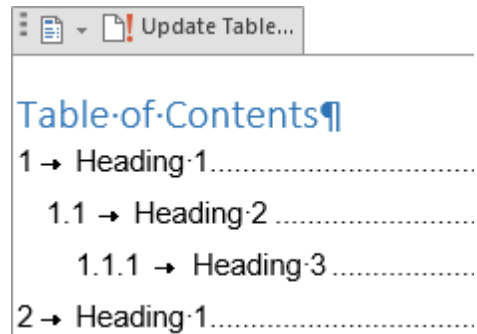 Update Table...
Table·of·Contents¶
1→Heading·1...............................
1.1→Heading·2.......................
1.1.1→Heading·3................
2→Heading·1...............................